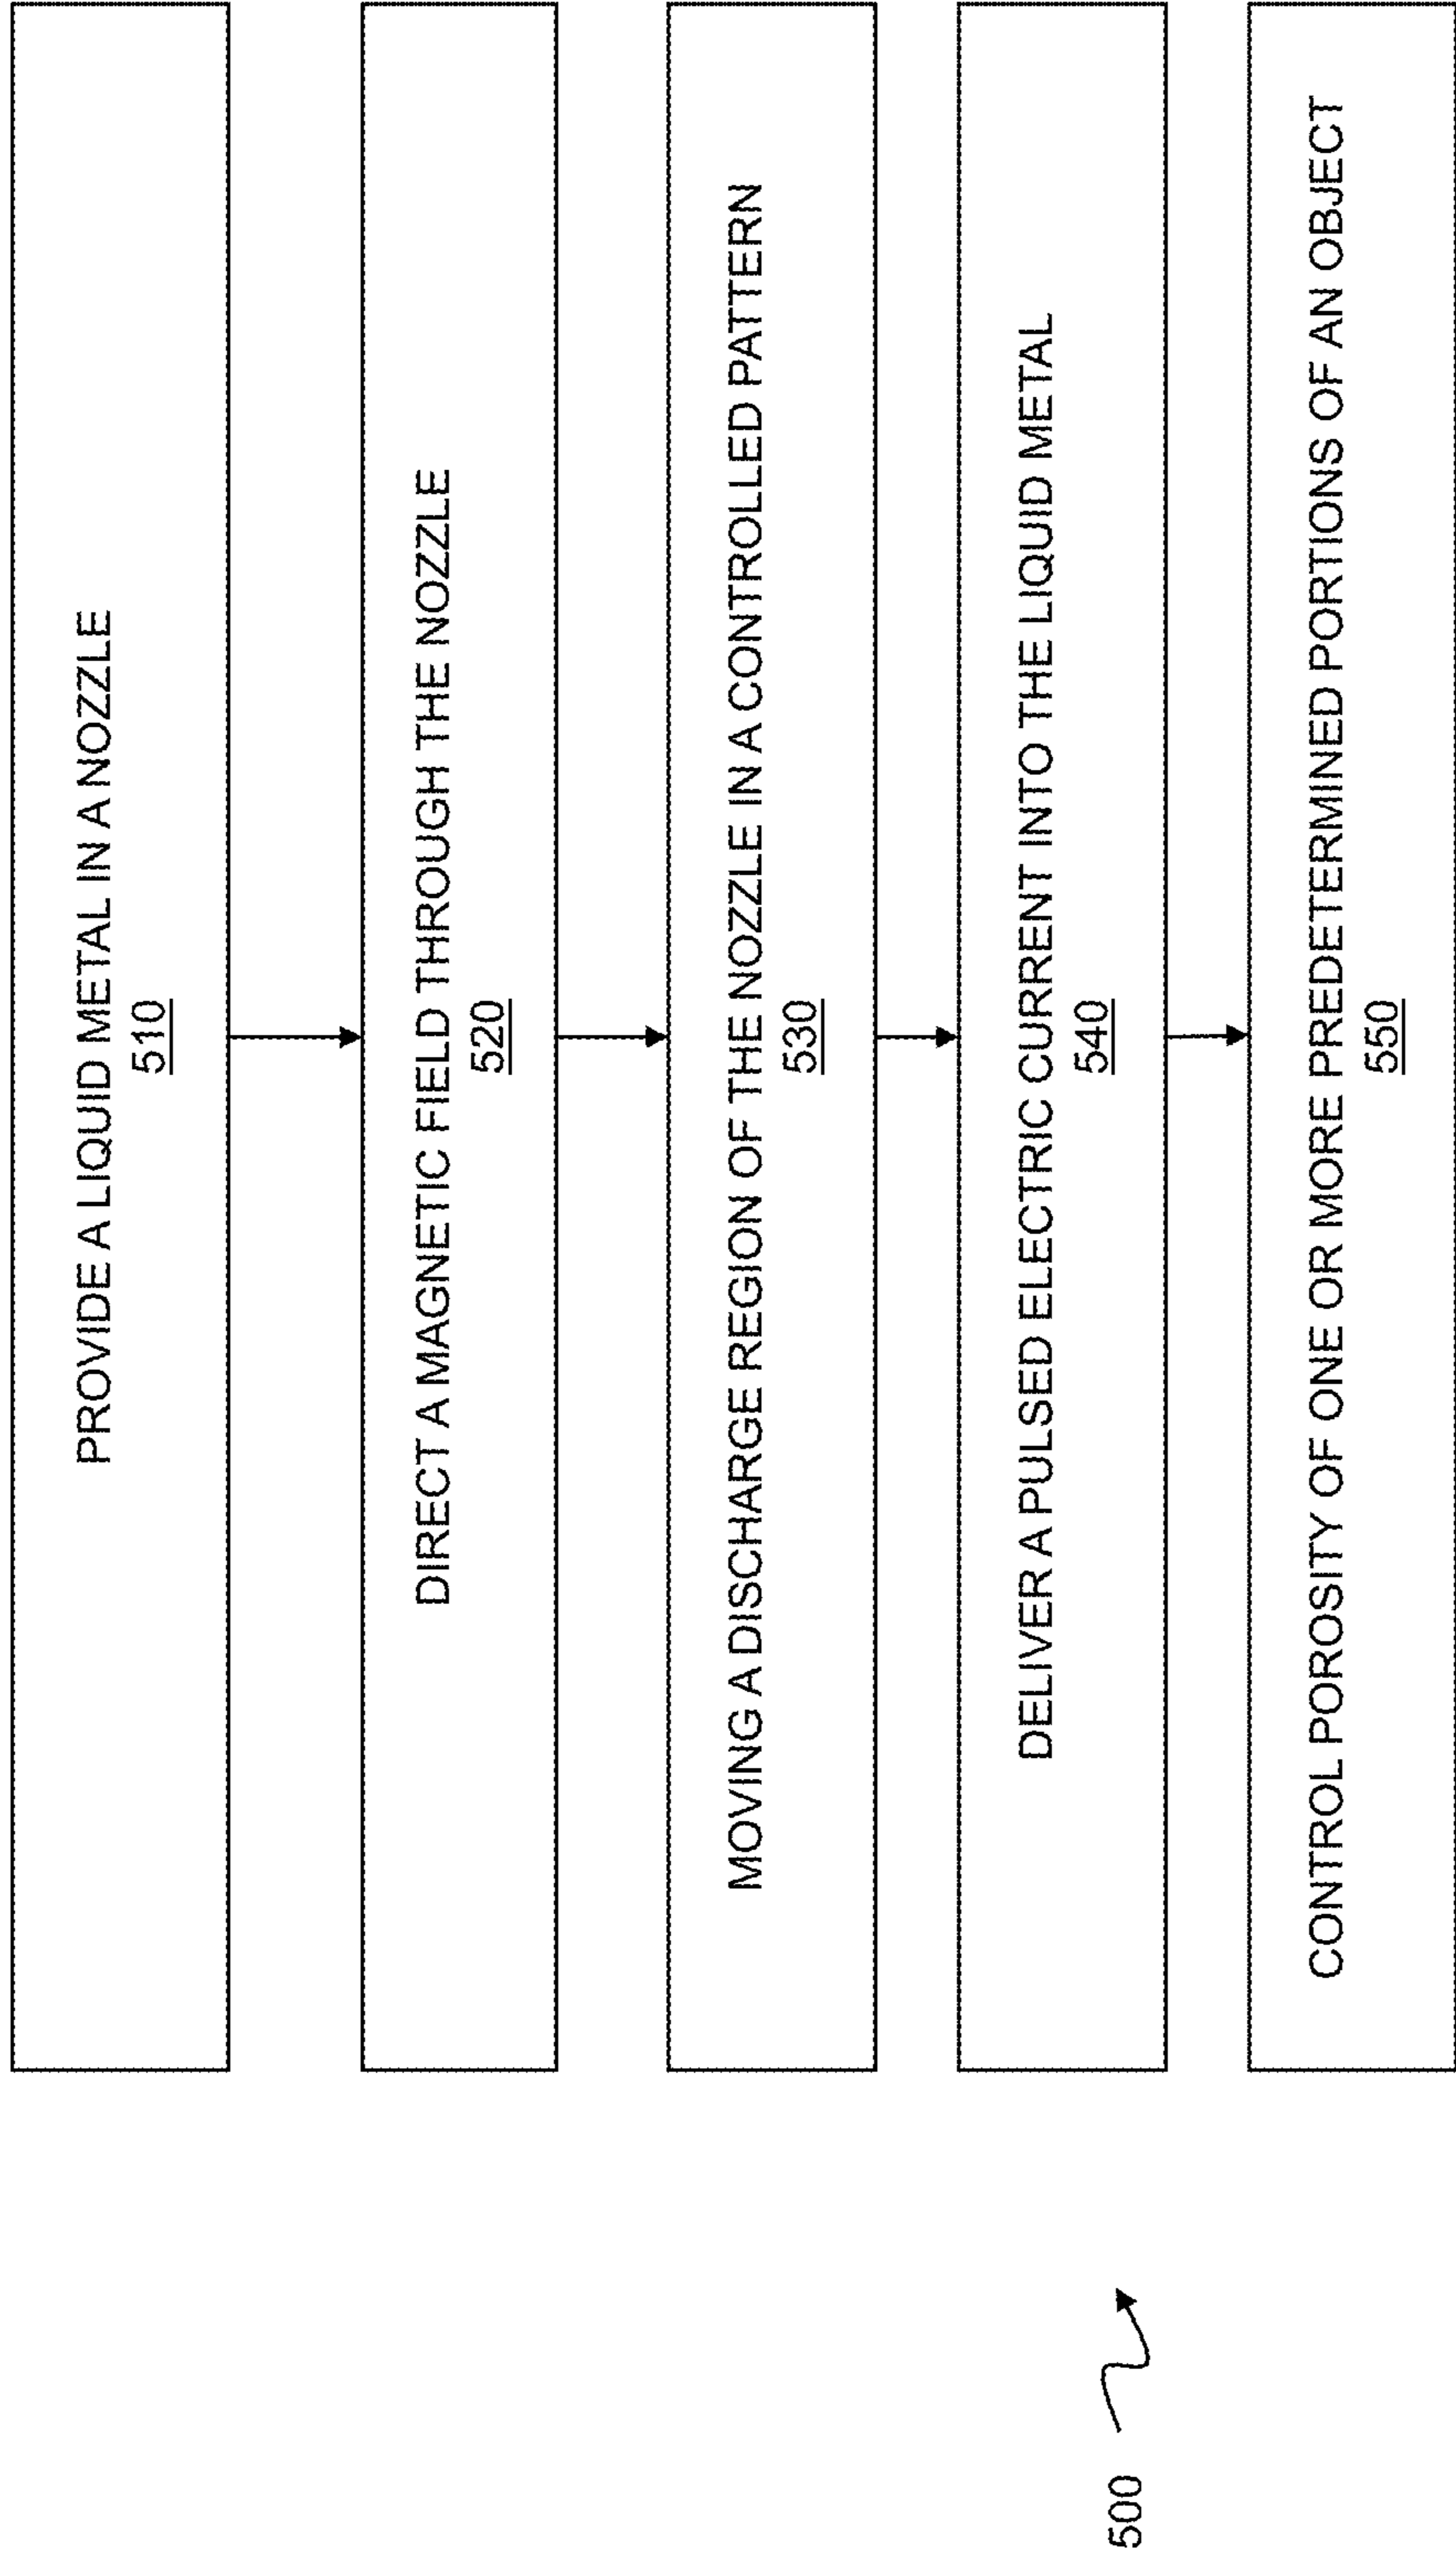 PROVIDE A LIQUID METAL IN A NOZZLE
510
DIRECT A MAGNETIC FIELD THROUGH THE NOZZLE
520
MOVING A DISCHARGE REGION OF THE NOZZLE IN A CONTROLLED PATTERN
530
DELIVER A PULSED ELECTRIC CURRENT INTO THE LIQUID METAL
540
CONTROL POROSITY OF ONE OR MORE PREDETERMINED PORTIONS OF AN OBJECT
550
500